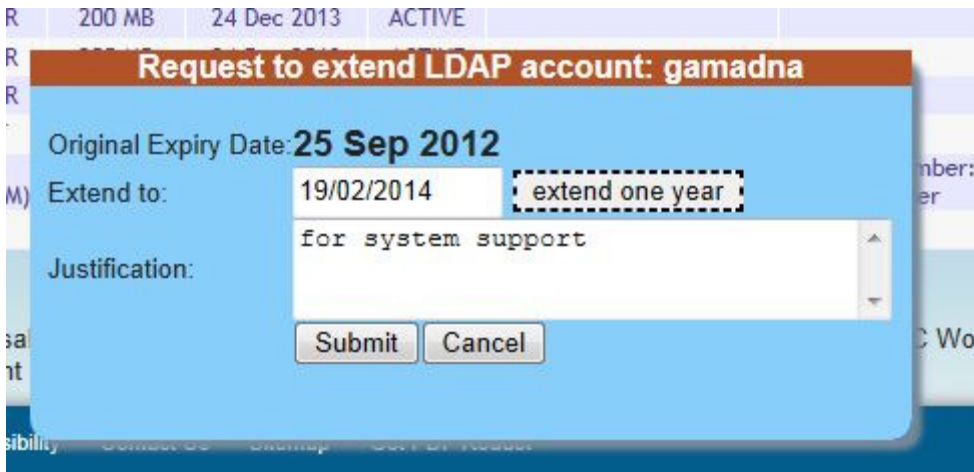 R 200 MB 24 Dec 2013 ACTIVE
R
Request to extend LDAP account: gamadna
R
Original Expiry Date: 25 Sep 2012
M) Extend to: 19/02/2014 extend one year
for system support
Justification:
Submit Cancel